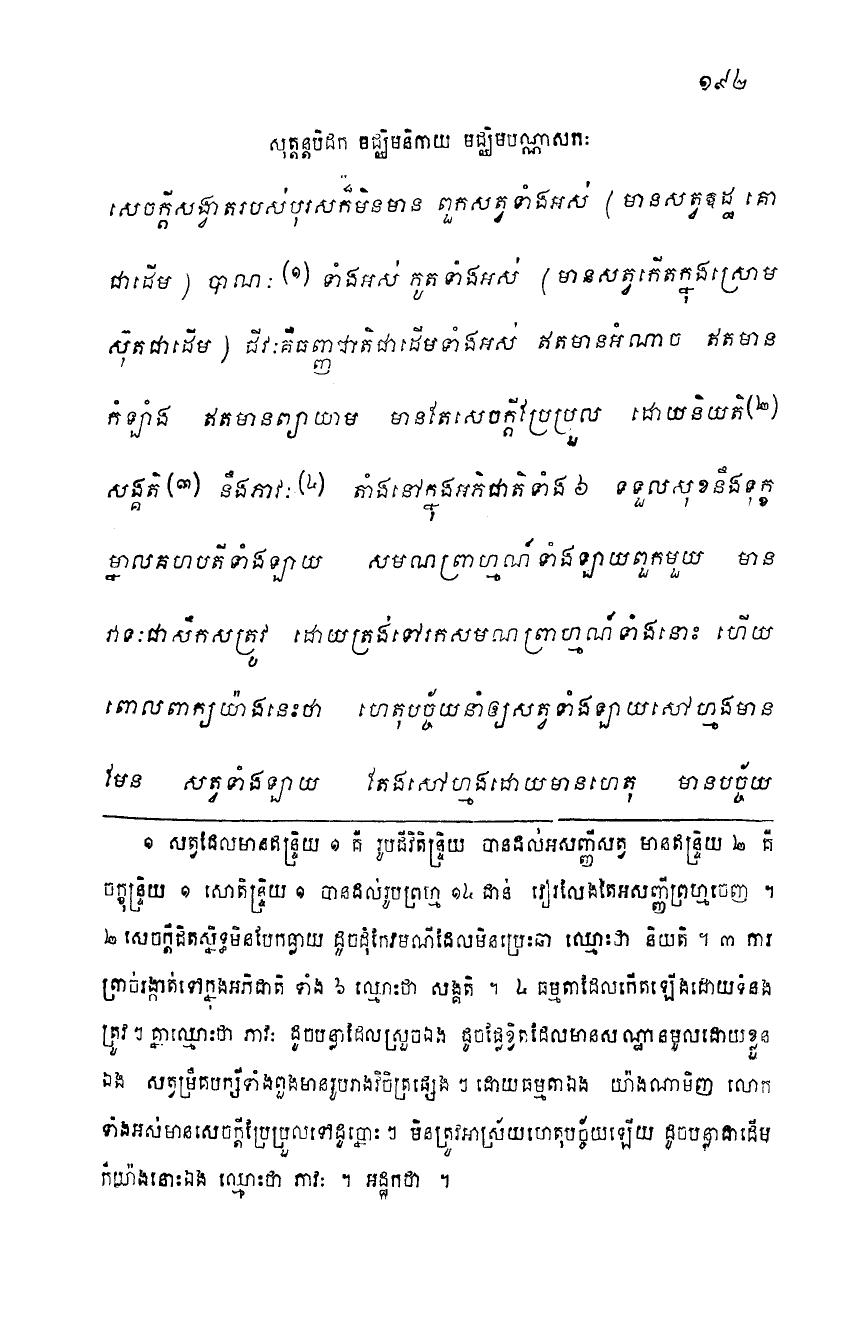 ១៩២
សុត្តន្តបិដក មជ្ឈិមនិកាយ មជ្ឈិមបណ្ណាសកៈ
សេចក្តីសង្វាតរបស់បុរសក៏មិនមាន ពួកសត្វទាំងអស់ (មានសត្វឧដ្ឋ គោ
ជាដើម) បាណៈ (១) ទាំងអស់ ភូតទាំងអស់ (មានសត្វកើតក្នុងស្រោម
ស៊ុតជាដើម) ជីវៈគឺធញ្ញជាតិជាដើមទាំងអស់ ឥតមានអំណាច ឥតមាន
កំឡាំង ឥតមានព្យាយាម មានតែសេចក្តីប្រែប្រួល ដោយនិយតិ(២)
សង្គតិ(៣) និងភាវៈ(៤) តាំងនៅក្នុងអភិជាតិទាំង ៦ ទទួលសុខនឹងទុក្ខ
ម្នាលគហបតីទាំងឡាយ សមណព្រាហ្មណ៍ទាំងឡាយពួកមួយ មាន
វាទៈជាសឹកសត្រូវ ដោយត្រង់ទៅរកសមណព្រាហ្មណ៍ទាំងនោះ ហើយ
ពោលពាក្យយ៉ាងនេះថា ហេតុបច្ច័យនាំឲ្យសត្វទាំងឡាយសៅហ្មងមាន
មែន សត្វទាំងឡាយ តែងសៅហ្មងដោយមានហេតុ មានបច្ច័យ
១ សត្វដែលមានឥន្ទ្រិយ ១ គឺ រូបជីវិតិន្ទ្រិយ បានដល់អសញ្ញីសត្វ មានឥន្ទ្រិយ ២ គឺ
ចក្ខុន្ទ្រិយ ១ សោតិន្ទ្រិយ ១ បានដល់រូបព្រហ្ម ១៤ ជាន់ វៀរលែងតែអសញ្ញីព្រហ្មចេញ ។
២ សេចក្តីជិតស្និទ្ធមិនបែកធ្លាយ ដូចដុំកែវមណីដែលមិនប្រេះឆា ឈ្មោះថា និយតិ ។ ៣ ការ
ត្រាច់រង្គាត់ទៅក្នុងអភិជាតិ ទាំង ៦ ឈ្មោះថា សង្គតិ ។ ៤ ធម្មតាដែលកើតឡើងដោយទំនង
ត្រូវៗគ្នាឈ្មោះថា ភាវៈ ដូចបន្លាដែលស្រួចឯង ដូចផ្លែខ្វិតដែលមានសណ្ឋានមូលដោយខ្លួន
ឯង សត្វម្រឹគបក្សីទាំងពួងមានរូបរាងវិចិត្រផ្សេងៗដោយធម្មតាឯង យ៉ាងណាមិញ លោក
ទាំងអស់មានសេចក្តីប្រែប្រួលទៅដូច្នោះៗ មិនត្រូវអាស្រ័យហេតុបច្ច័យឡើយ ដូចបន្លាជាដើម
ក៏យ៉ាងនោះឯង ឈ្មោះថា ភាវៈ ។ អដ្ឋកថា ។